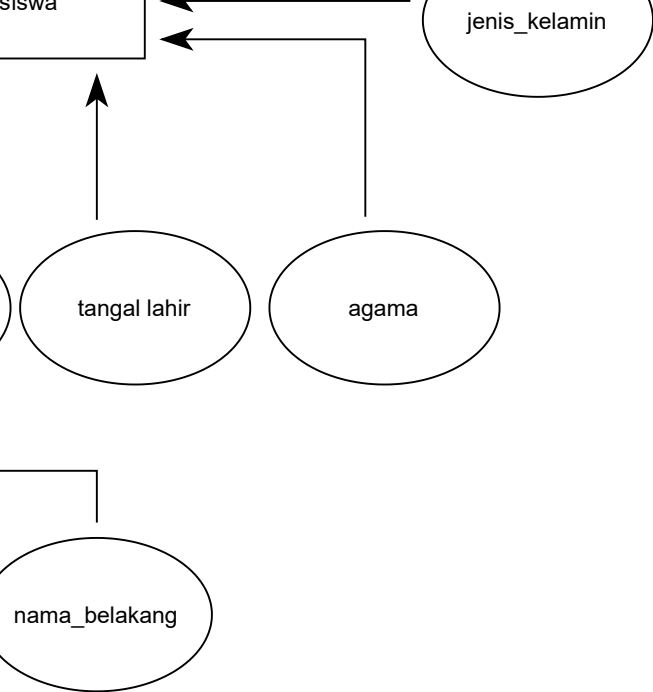 siswa
jenis_kelamin
tangal lahir
agama
nama_belakang